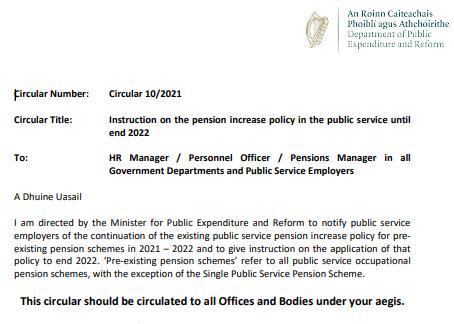 An Roinn Caiteachais
Phoiblí agus Athchóirithe
Department of Public
Expenditure and Reform
Circular Number: Circular 10/2021
Circular Title: Instruction on the pension increase policy in the public service until
end 2022
To: HR Manager / Personnel Officer / Pensions Manager in all
Government Departments and Public Service Employers
A Dhuine Uasail
I am directed by the Minister for Public Expenditure and Reform to notify public service
employers of the continuation of the existing public service pension increase policy for pre-
existing pension schemes in 2021 – 2022 and to give instruction on the application of that
policy to end 2022. ‘Pre-existing pension schemes’ refer to all public service occupational
pension schemes, with the exception of the Single Public Service Pension Scheme.
This circular should be circulated to all Offices and Bodies under your aegis.